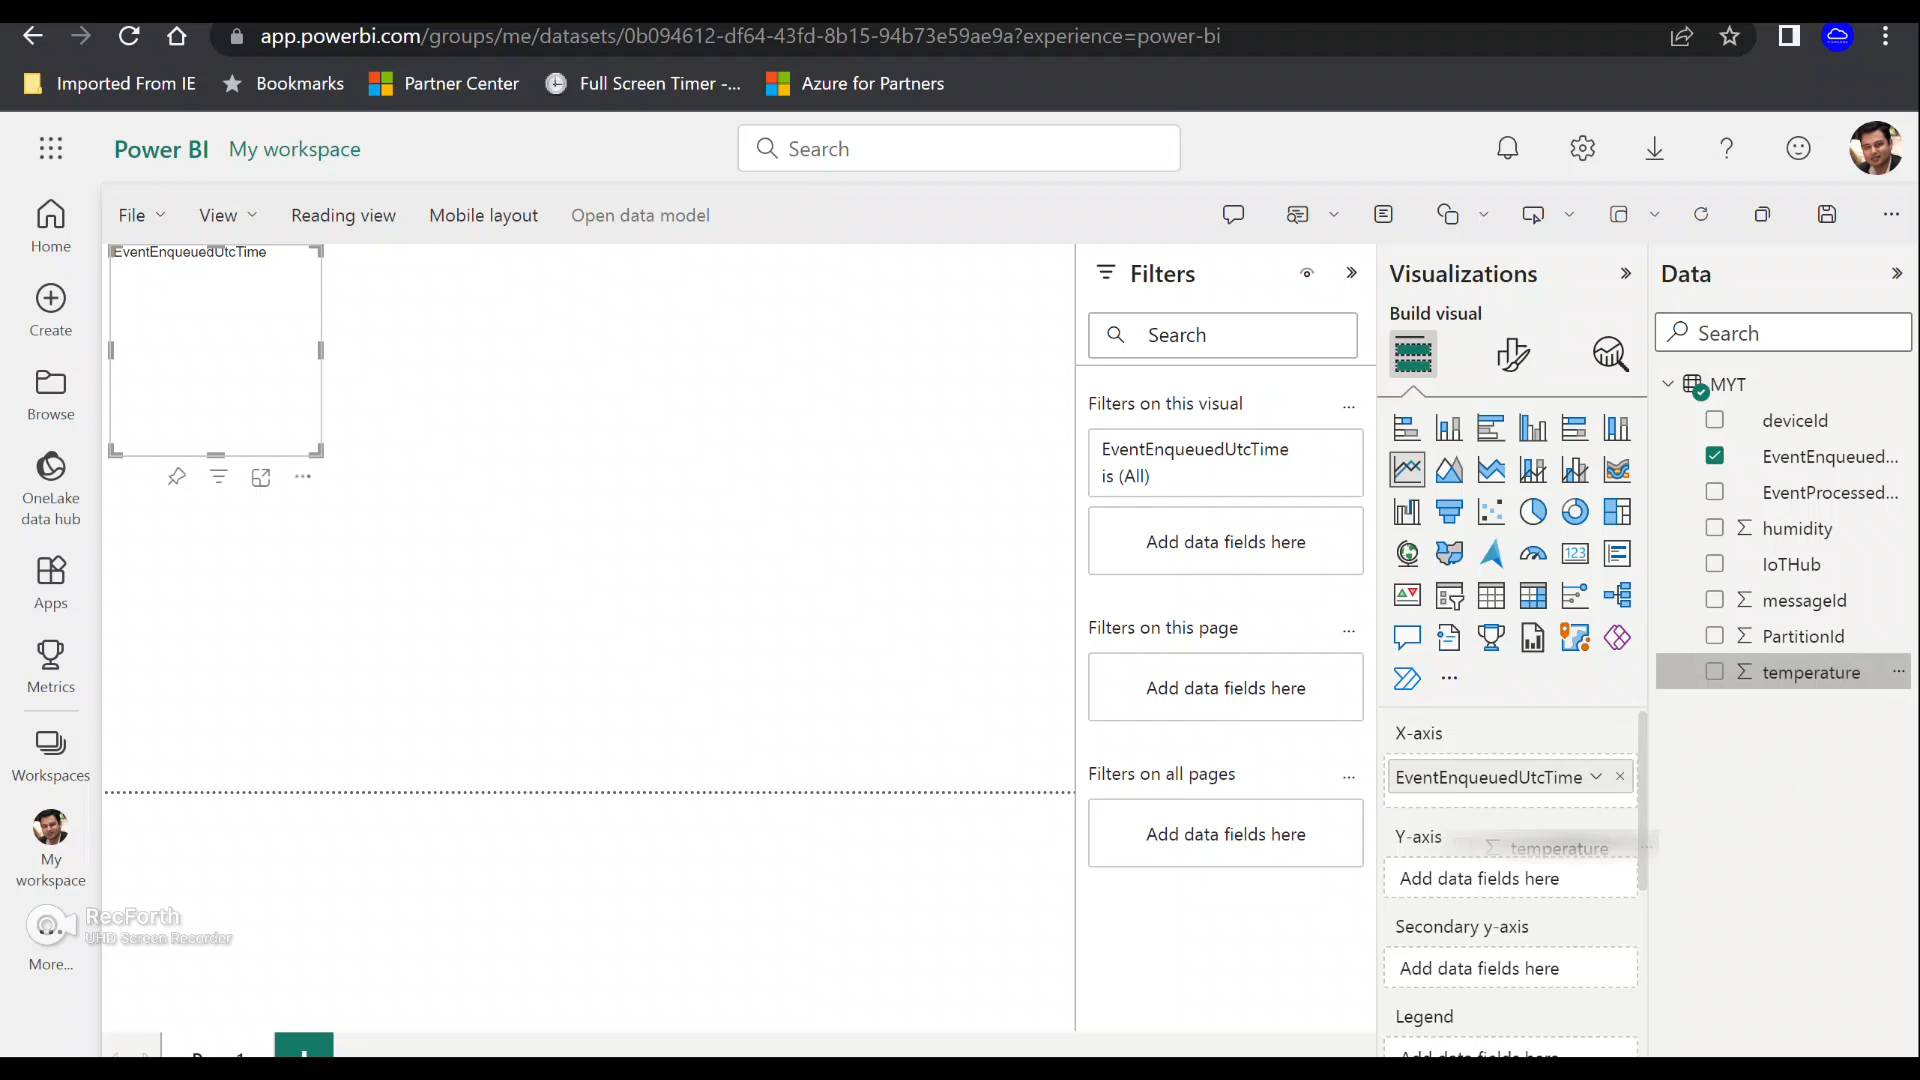 app.powerbi.com/groups/me/datasets/0b094612-df64-43fd-8b15-94b73e59ae9a?experience=power-bi
Imported From IE
Bookmarks
Partner Center
Full Screen Timer -...
Azure for Partners
Power BI
My workspace
Search
File
View
Reading view
Mobile layout
Open data model
Home
Create
Browse
OneLake
data hub
Apps
Metrics
Workspaces
My
workspace
More...
RecForth
UHD Screen Recorder
EventEnqueuedUtcTime
Filters
Search
Filters on this visual
...
EventEnqueuedUtcTime
is (All)
Add data fields here
Filters on this page
...
Add data fields here
Filters on all pages
...
Add data fields here
Visualizations
Build visual
123
...
X-axis
EventEnqueuedUtcTime
Y-axis
Σ temperature
Add data fields here
Secondary y-axis
Add data fields here
Legend
Add data fields here
Data
Search
MYT
deviceId
EventEnqueued...
EventProcessed...
Σ humidity
IoTHub
Σ messageId
Σ PartitionId
Σ temperature ...